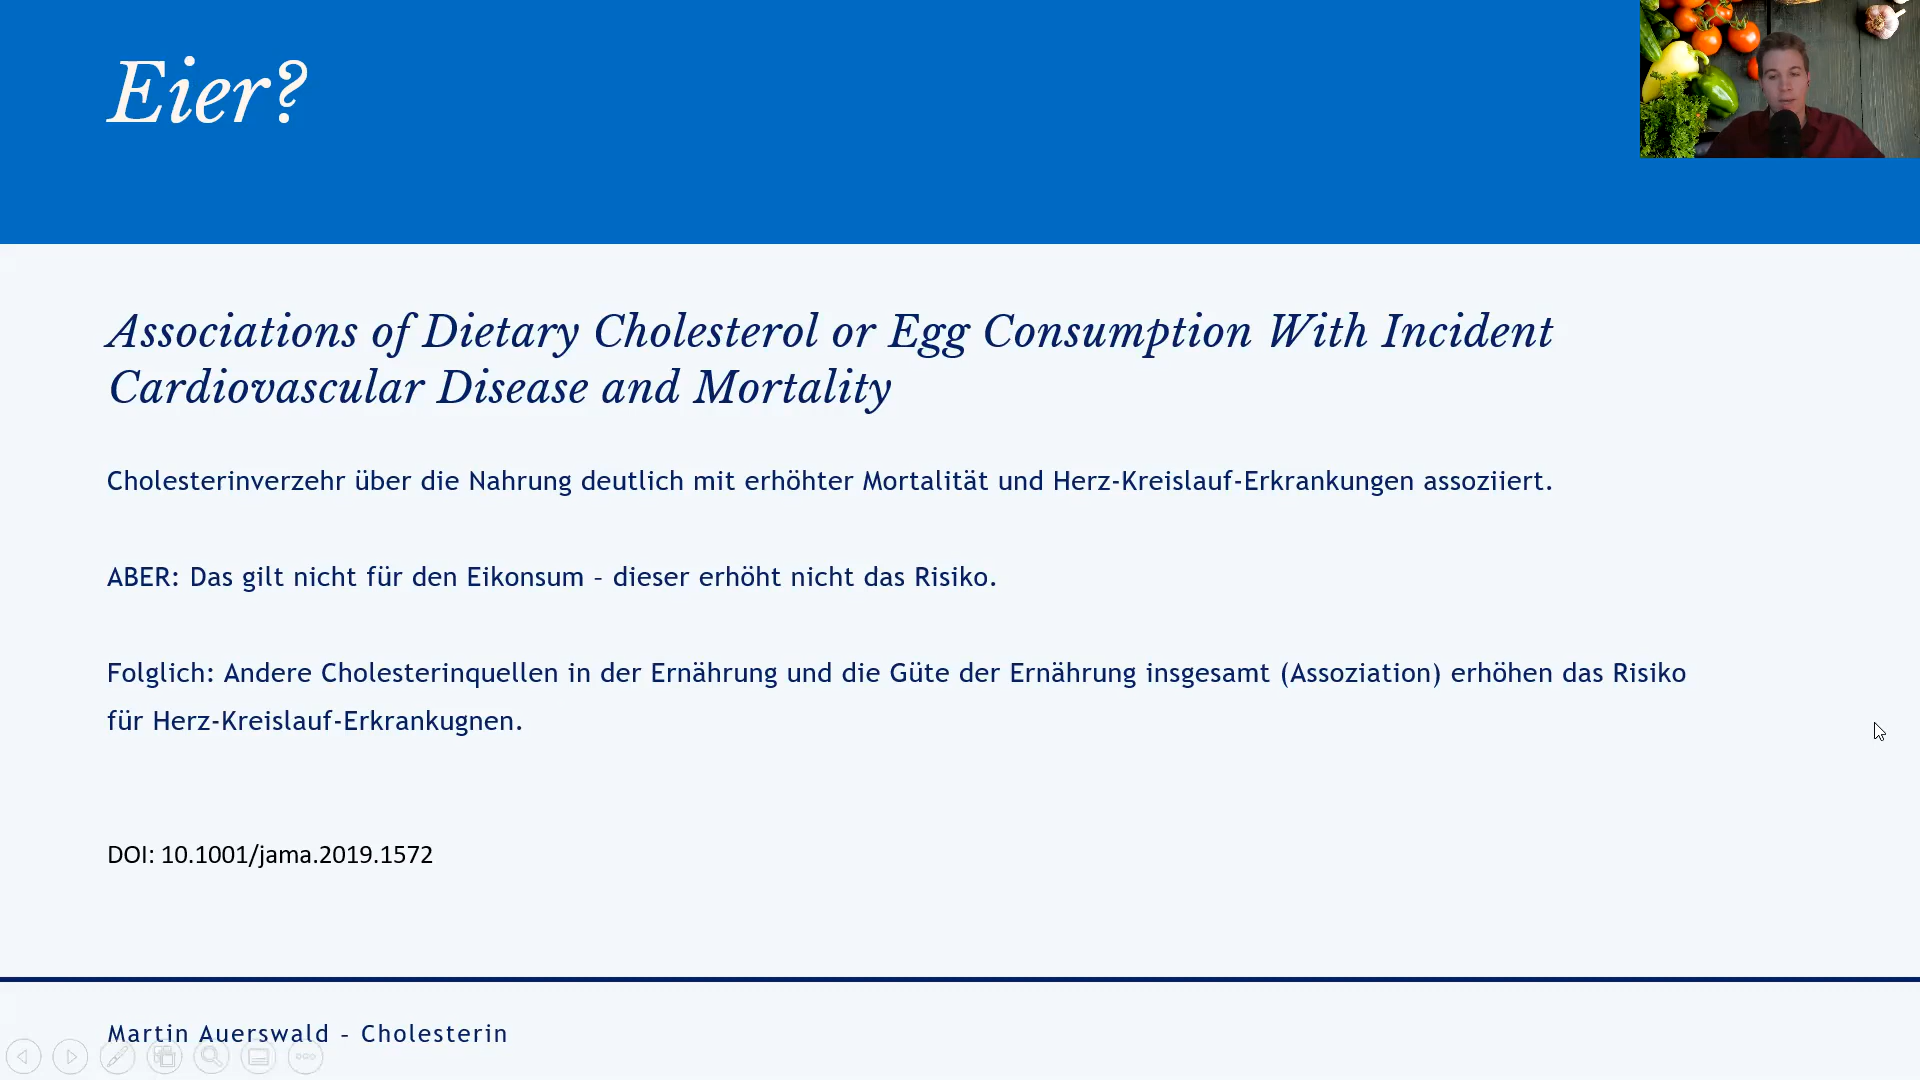 Eier?
Associations of Dietary Cholesterol or Egg Consumption With Incident
Cardiovascular Disease and Mortality
Cholesterinverzehr über die Nahrung deutlich mit erhöhter Mortalität und Herz-Kreislauf-Erkrankungen assoziiert.
ABER: Das gilt nicht für den Eikonsum – dieser erhöht nicht das Risiko.
Folglich: Andere Cholesterinquellen in der Ernährung und die Güte der Ernährung insgesamt (Assoziation) erhöhen das Risiko
für Herz-Kreislauf-Erkrankugnen.
DOI: 10.1001/jama.2019.1572
Martin Auerswald – Cholesterin